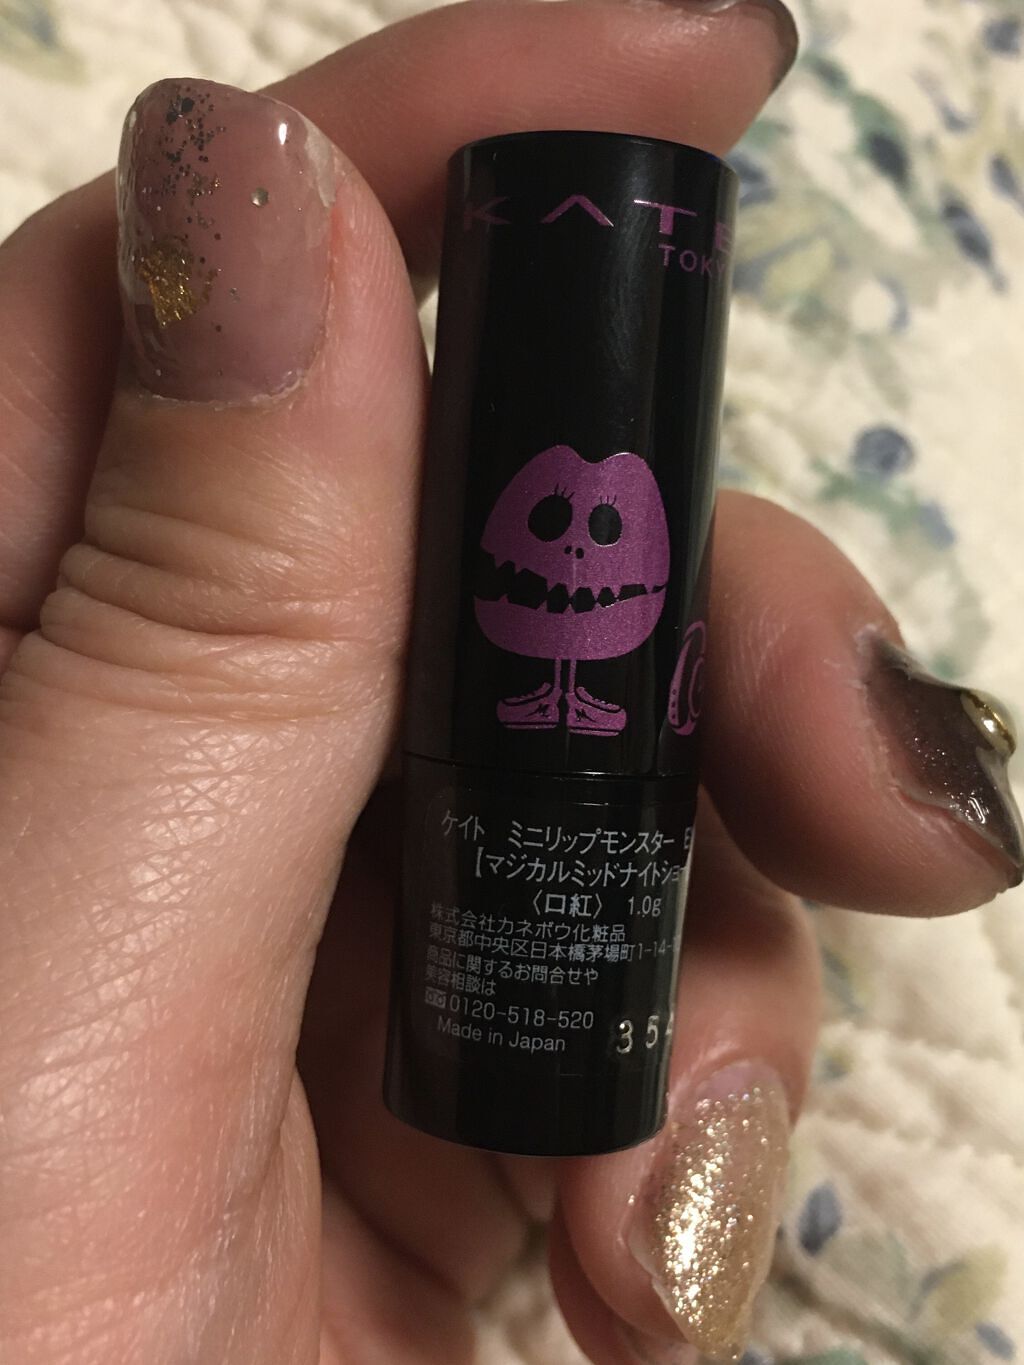 KATE
TOKY
ケイト ミニリップモンスター E
【マジカルミッドナイトショー
〈口紅〉 1.0g
株式会社カネボウ化粧品
東京都中央区日本橋茅場町1-14-
商品に関するお問合せや
美容相談は
0120-518-520
Made in Japan
354